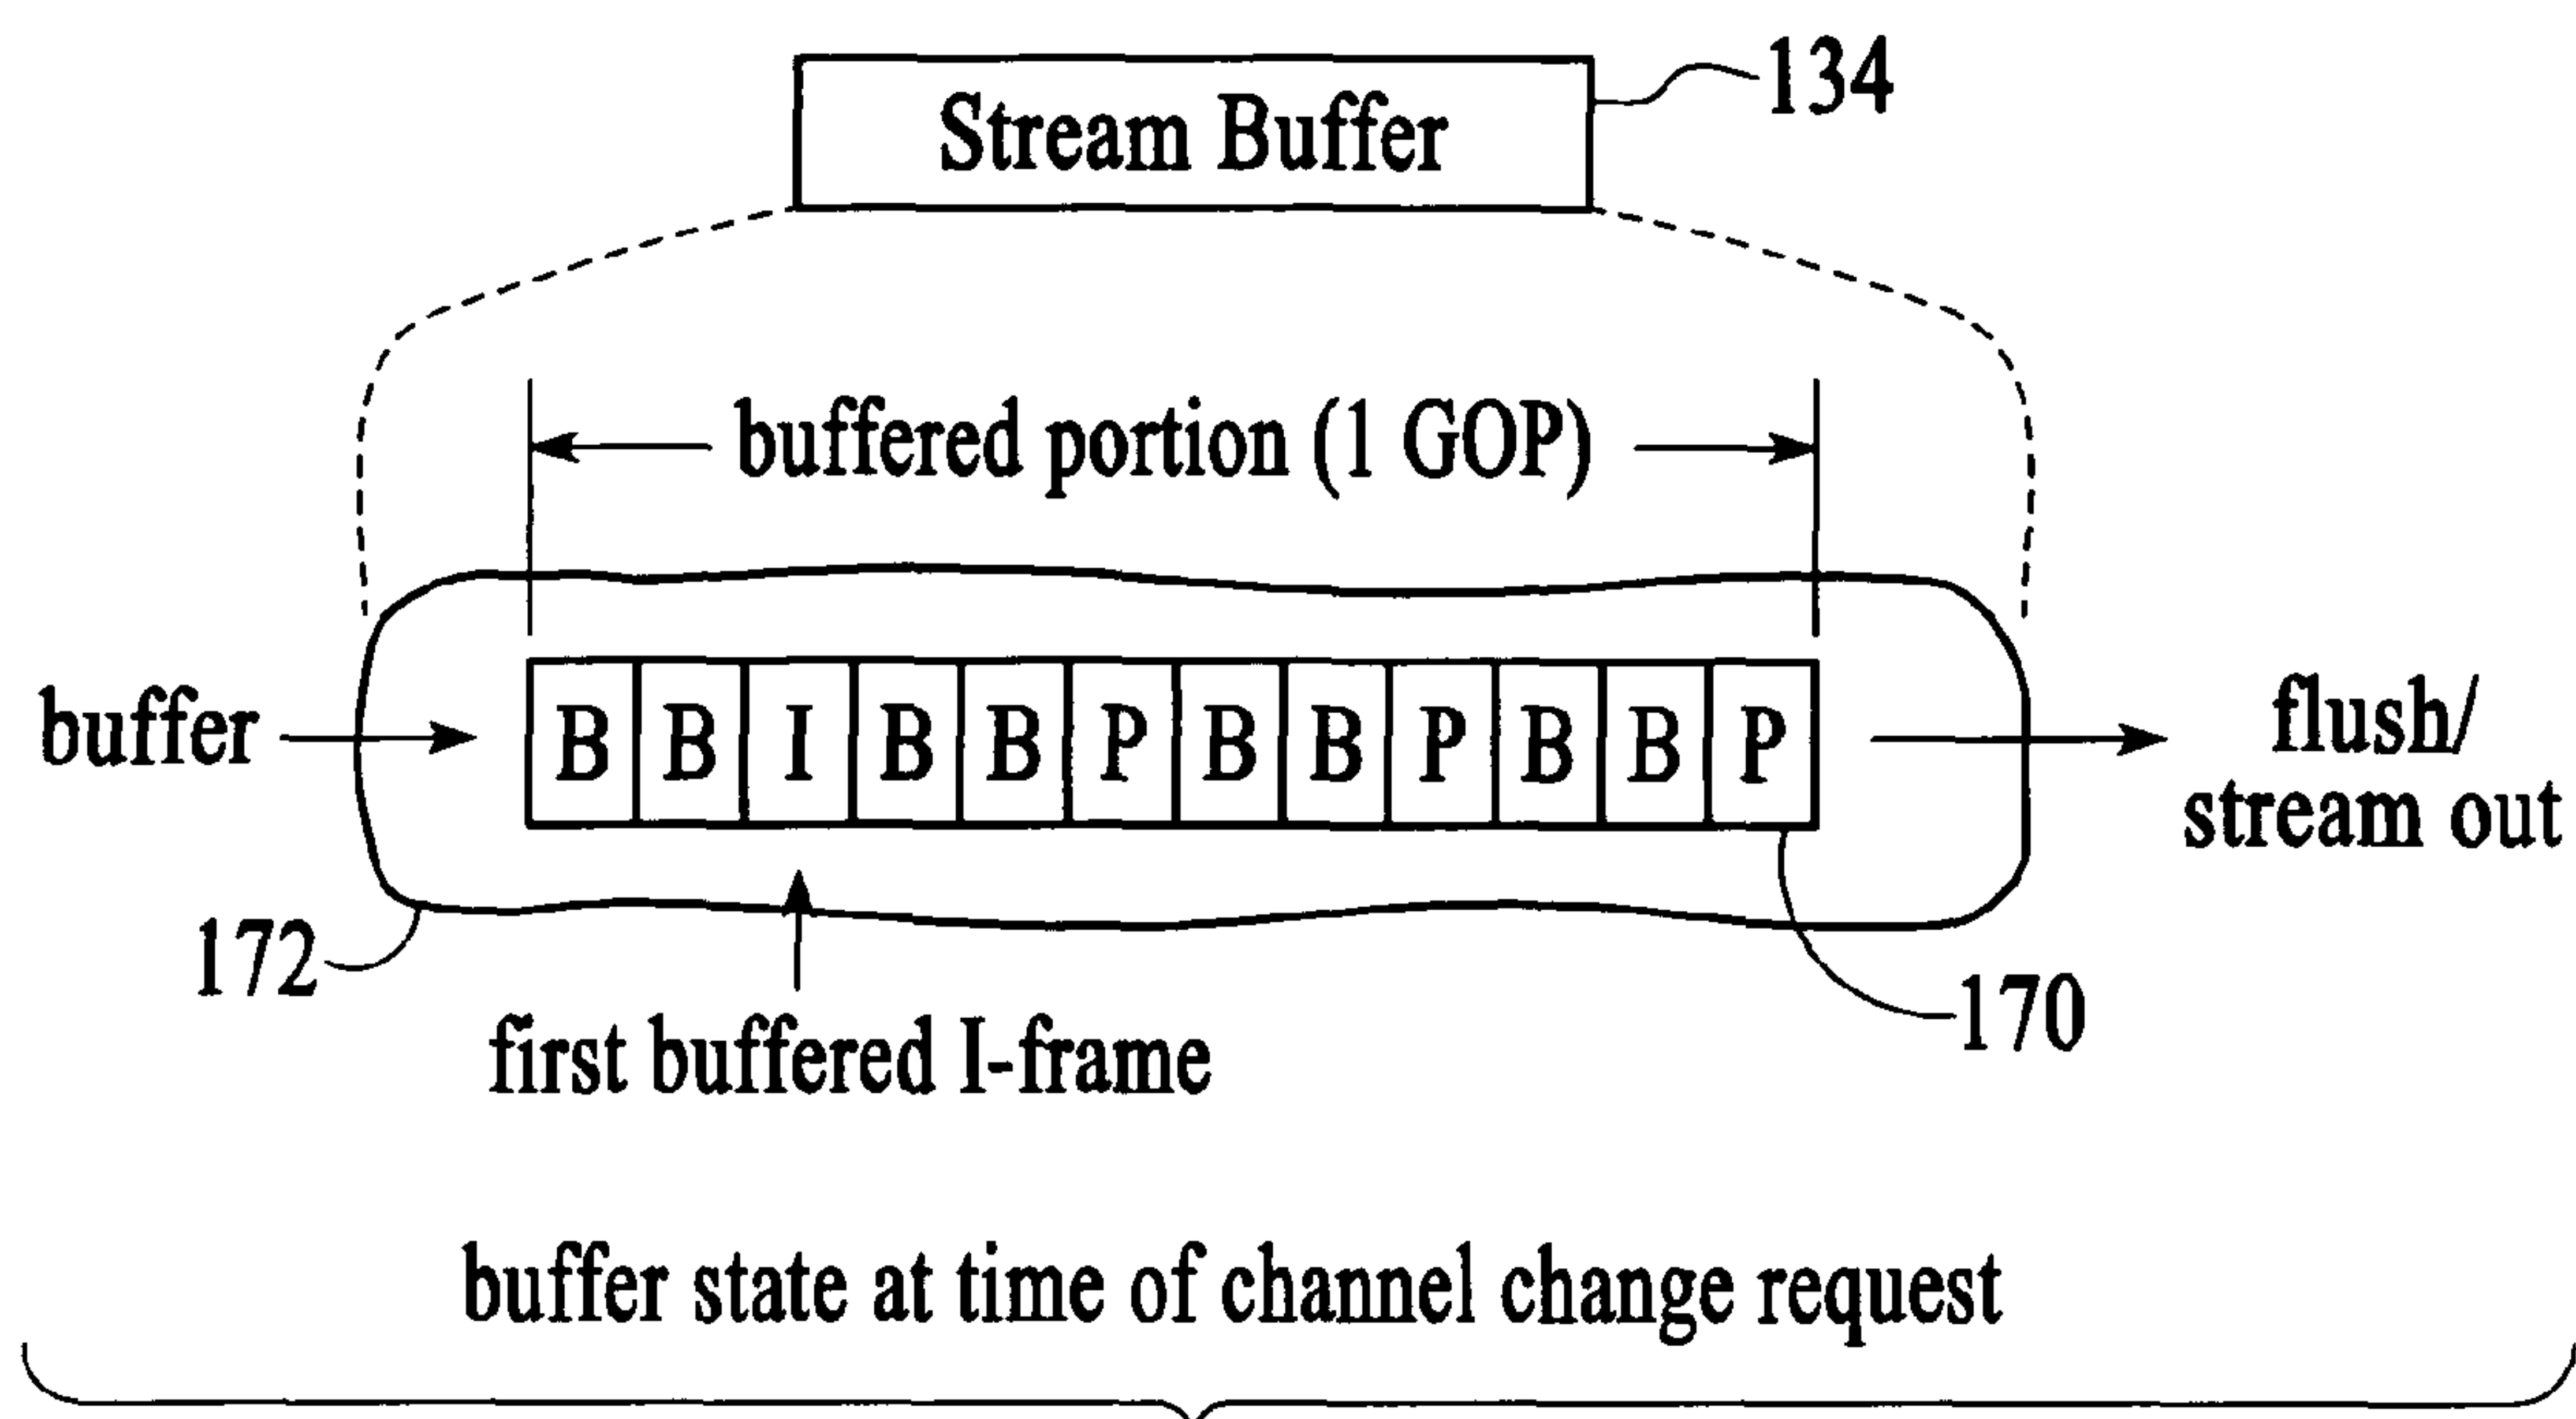 134
Stream Buffer
buffered portion (1 GOP)
buffer
B B I B B P B B P B B P
flush/
stream out
172
170
first buffered I-frame
buffer state at time of channel change request